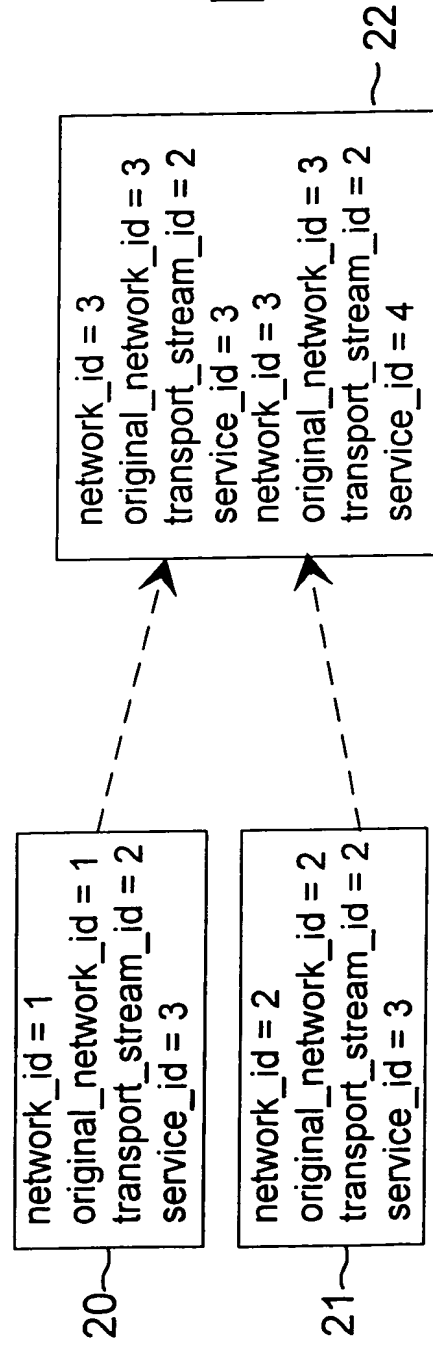 20
network_id = 1
original_network_id = 1
transport_stream_id = 2
service_id = 3
21
network_id = 2
original_network_id = 2
transport_stream_id = 2
service_id = 3
network_id = 3
original_network_id = 3
transport_stream_id = 2
service_id = 3
network_id = 3
original_network_id = 3
transport_stream_id = 2
service_id = 4
22